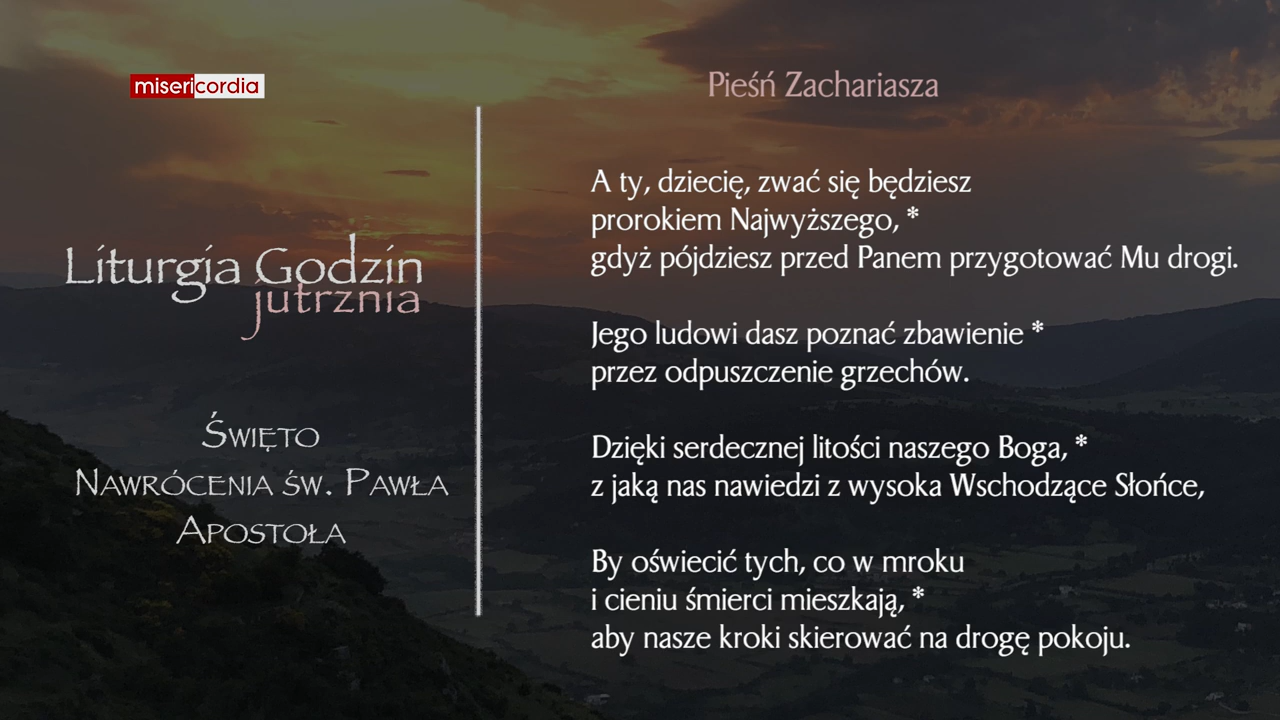 misericordia
Liturgia Godzin
jutrznia
Święto
Nawrócenia św. Pawła
Apostoła
Pieśń Zachariasza
A ty, dziecię, zwać się będziesz
prorokiem Najwyższego, *
gdyż pójdziesz przed Panem przygotować Mu drogi.
Jego ludowi dasz poznać zbawienie *
przez odpuszczenie grzechów.
Dzięki serdecznej litości naszego Boga, *
z jaką nas nawiedzi z wysoka Wschodzące Słońce,
By oświecić tych, co w mroku
i cieniu śmierci mieszkają, *
aby nasze kroki skierować na drogę pokoju.